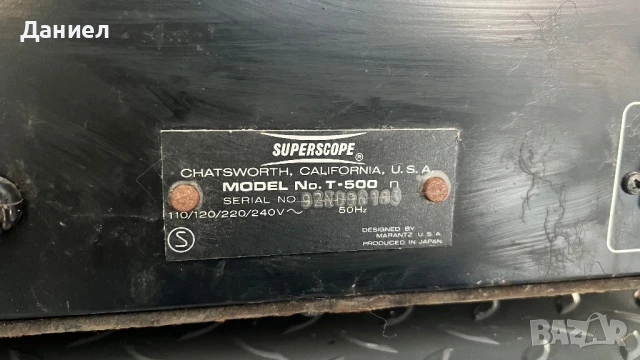 Даниел
SUPERSCOPE®
CHATSWORTH, CALIFORNIA, U.S.A.
MODEL No. T-500 n
SERIAL NO
110/120/220/240V~ 50Hz
S
DESIGNED BY
MARANTZ U.S.A.
PRODUCED IN JAPAN
BAZAR